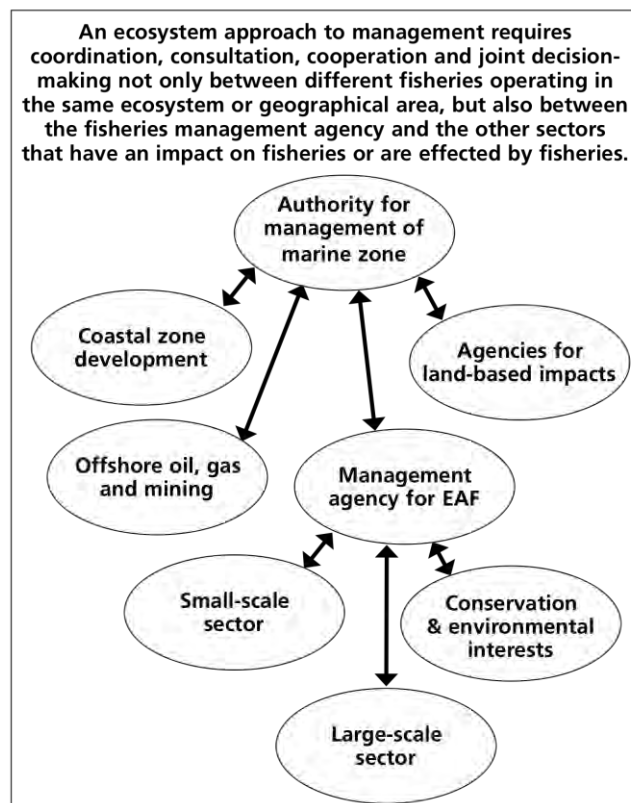 An ecosystem approach to management requires
coordination, consultation, cooperation and joint decision-
making not only between different fisheries operating in
the same ecosystem or geographical area, but also between
the fisheries management agency and the other sectors
that have an impact on fisheries or are effected by fisheries.
Authority for
management of
marine zone
Coastal zone
development
Agencies for
land-based impacts
Offshore oil, gas
and mining
Management
agency for EAF
Small-scale
sector
Conservation
& environmental
interests
Large-scale
sector